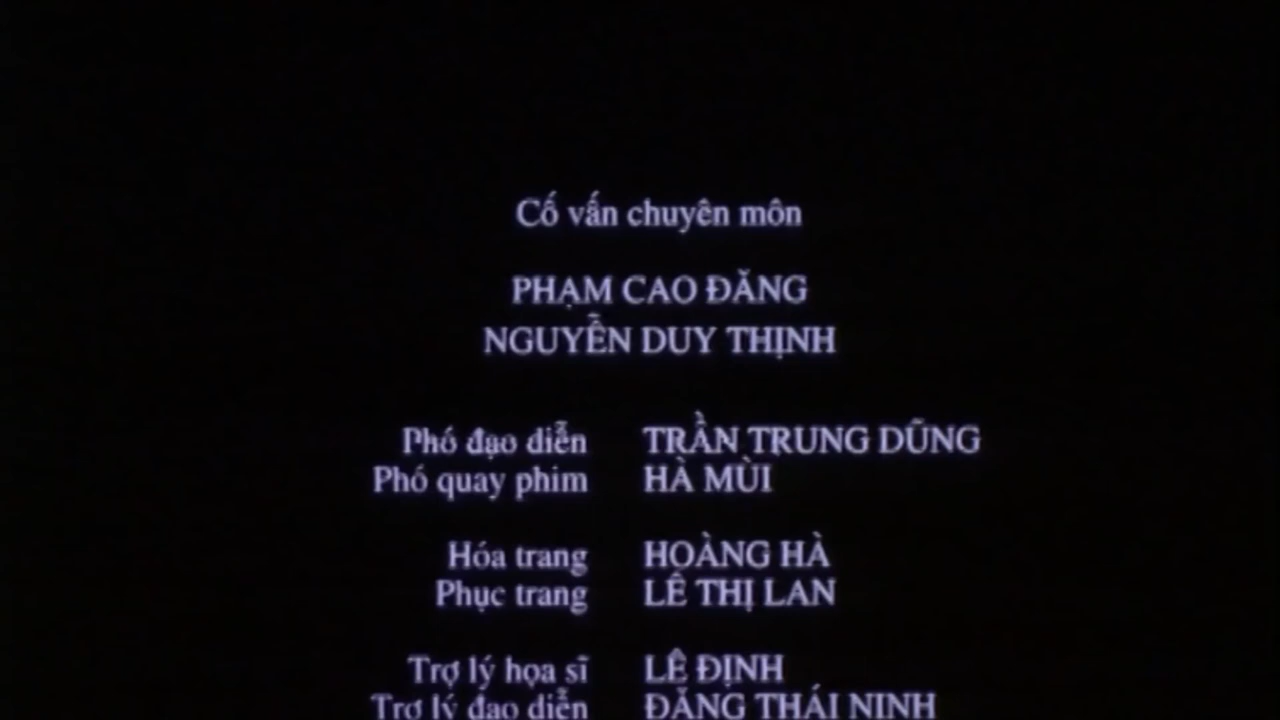 Cố vấn chuyên môn
PHẠM CAO ĐĂNG
NGUYỄN DUY THỊNH
Phó đạo diễn TRẦN TRUNG DŨNG
Phó quay phim HÀ MÙI
Hóa trang HOÀNG HÀ
Phục trang LÊ THỊ LAN
Trợ lý họa sĩ LÊ ĐỊNH
Trợ lý đạo diễn ĐẶNG THÁI NINH